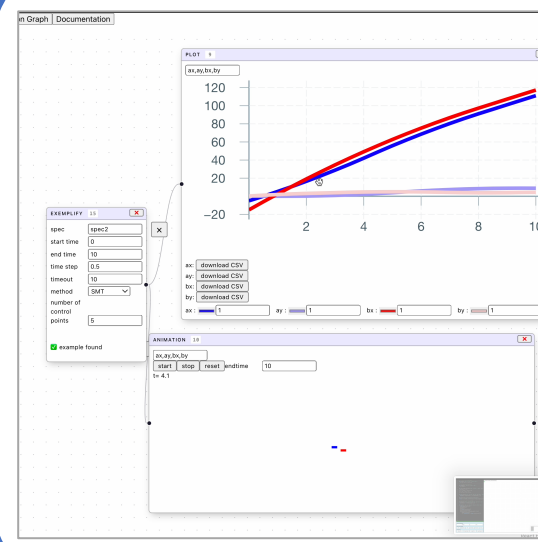 n Graph Documentation
PLOT 9
ax,ay,bx,by
120
100
80
60
40
20
−20
2 4 6 8 10
ax: download CSV
ay: download CSV
bx: download CSV
by: download CSV
ax : 1 ay : 1 bx : 1 by : 1
EXEMPLIFY 15 X
spec spec2
start time 0
end time 10
time step 0.5
timeout 10
method SMT
number of
control
points 5
example found
×
ANIMATION 10 X
ax,ay,bx,by
start stop reset endtime 10
t= 4.1